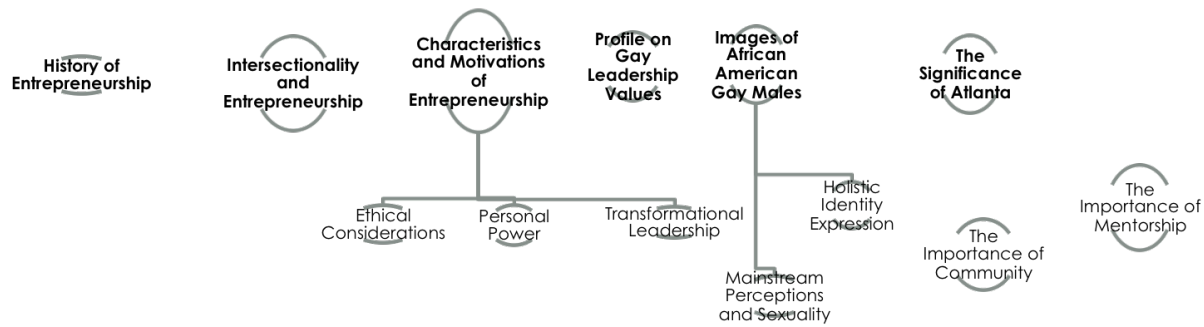 History of
Entrepreneurship
Intersectionality
and
Entrepreneurship
Characteristics
and Motivations
of
Entrepreneurship
Profile on
Gay
Leadership
Values
Images of
African
American
Gay Males
The
Significance
of Atlanta
Ethical
Considerations
Personal
Power
Transformational
Leadership
Holistic
Identity
Expression
Mainstream
Perceptions
and Sexuality
The
Importance of
Community
The
Importance of
Mentorship